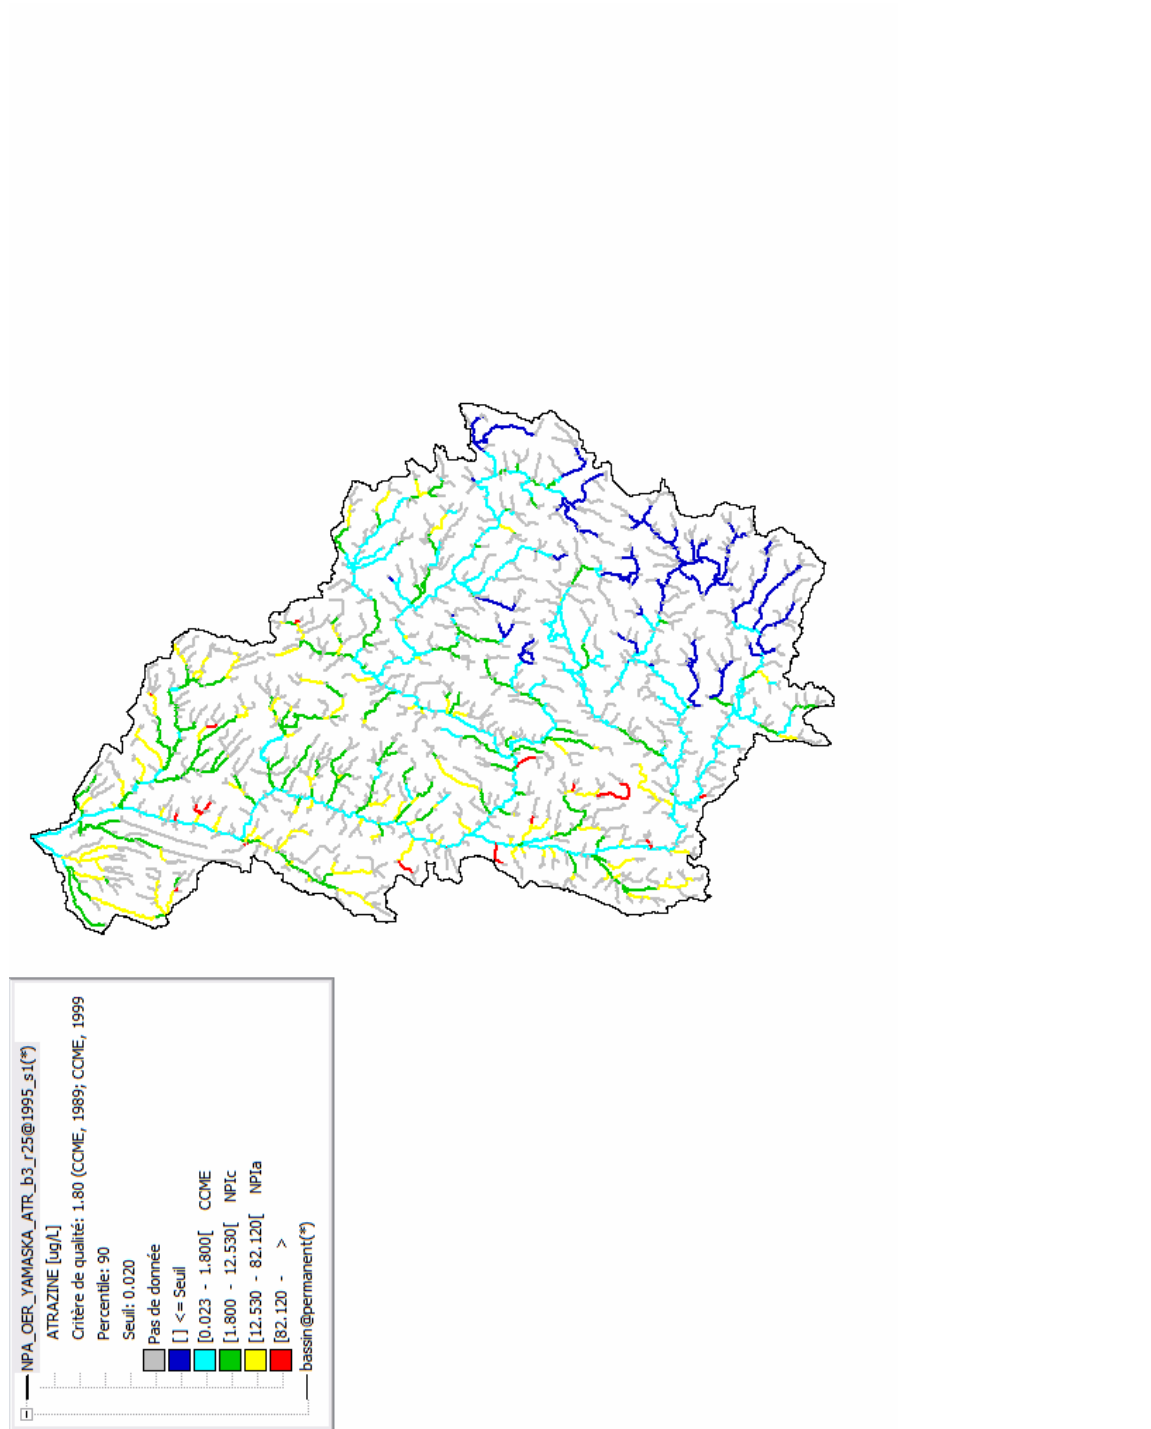 NPA_OER_YAMASKA_ATR_b3_r25@1995_s1(*)
ATRAZINE [ug/L]
Critère de qualité: 1.80 (CCME, 1989; CCME, 1999
Percentile: 90
Seuil: 0.020
Pas de donnée
[] <= Seuil
[0.023 - 1.800[ CCME
[1.800 - 12.530[ NPIc
[12.530 - 82.120[ NPIa
[82.120 - >
bassin@permanent(*)